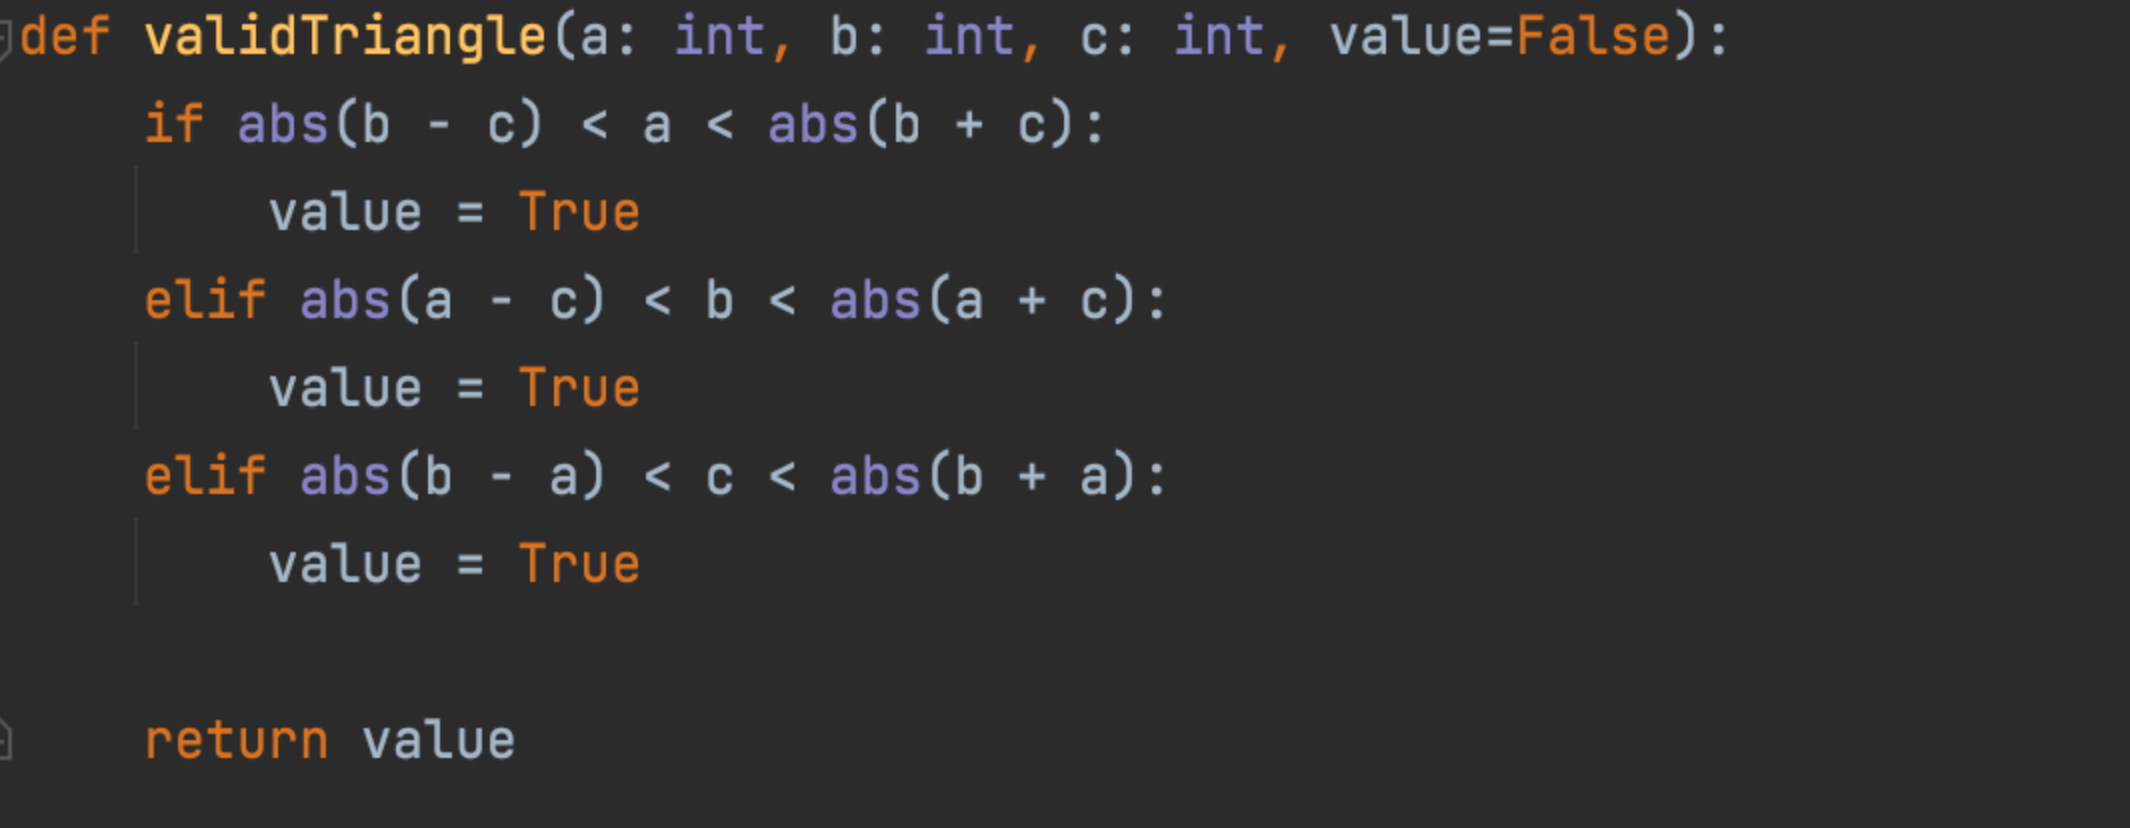 def validTriangle(a: int, b: int, c: int, value=False):
    if abs(b - c) < a < abs(b + c):
        value = True
    elif abs(a - c) < b < abs(a + c):
        value = True
    elif abs(b - a) < c < abs(b + a):
        value = True

    return value